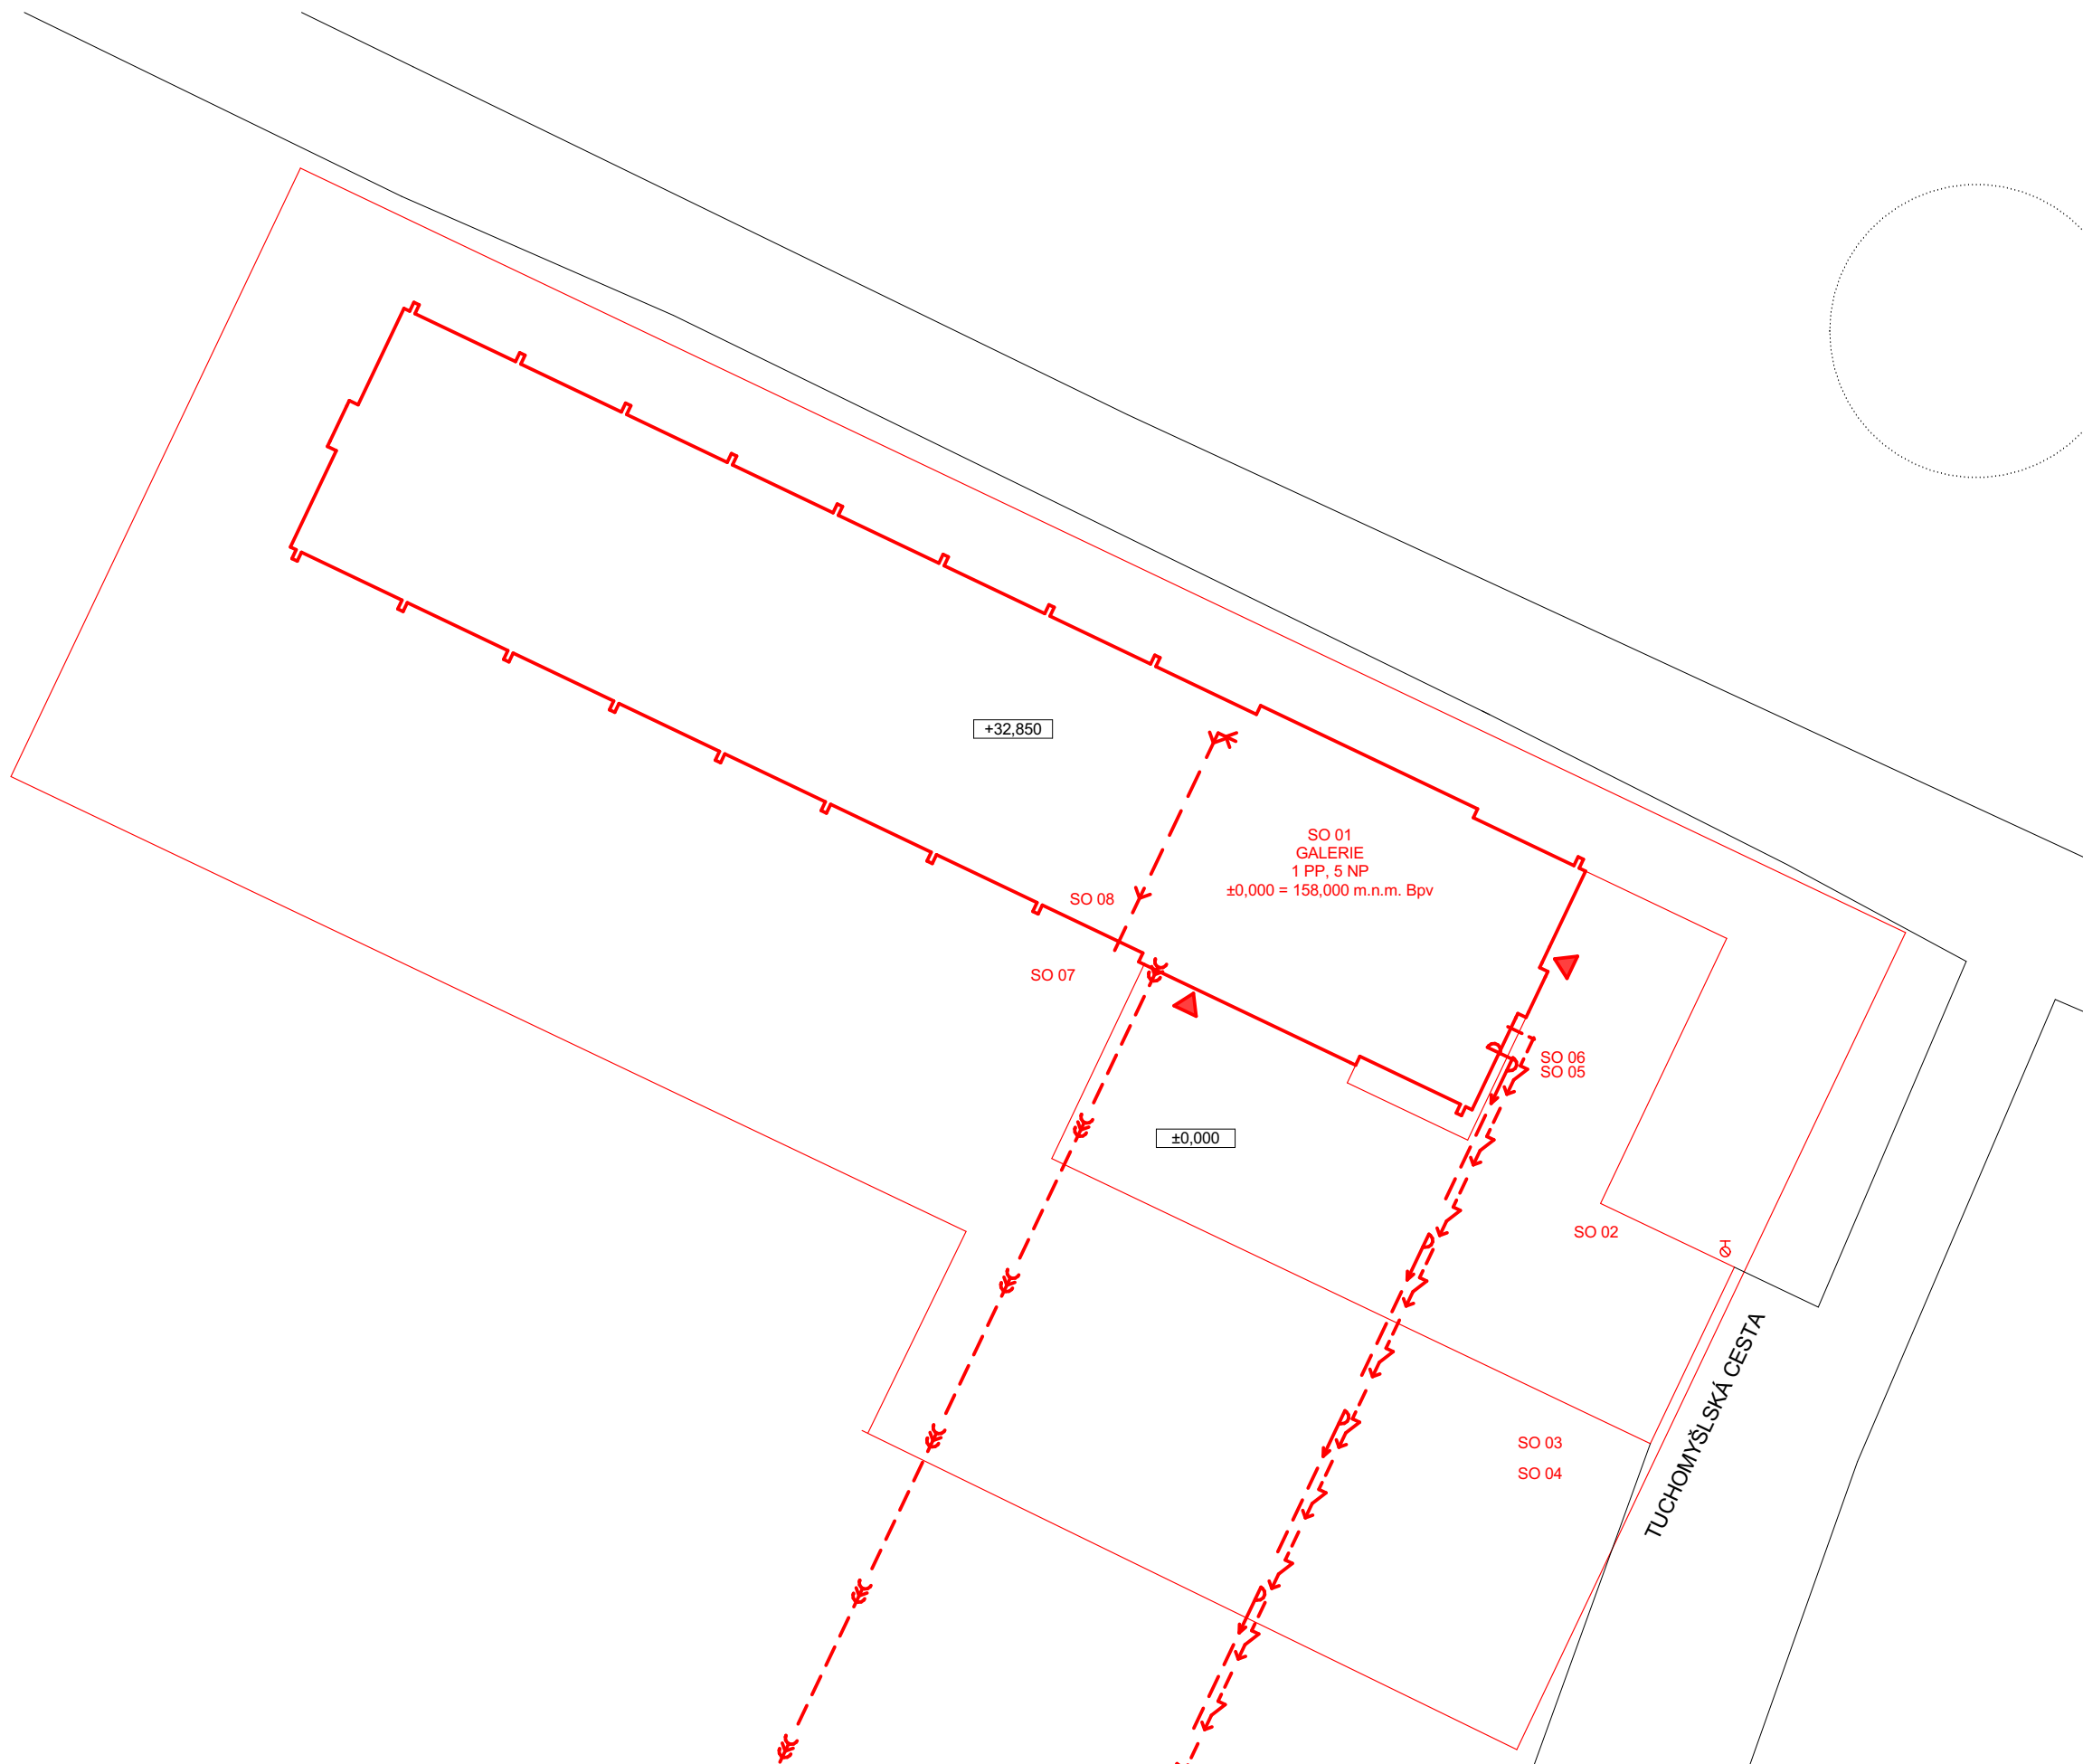 +32,850
SO 01
GALERIE
1 PP, 5 NP
±0,000 = 158,000 m.n.m. Bpv
SO 08
SO 07
SO 06
SO 05
±0,000
SO 02
TUCHOMYŠLSKÁ CESTA
SO 03
SO 04